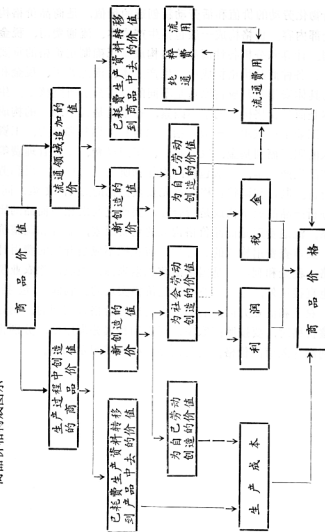 商品价值
生产过程中创造
的商品价值
流通领域追加的
价值
已耗费生产资料转移
到产品中去的价值
新创造的
价值
新创造的
价值
已耗费生产资料转移
到商品中去的价值
为自己劳动
创造的价值
为社会劳动
创造的价值
为自己劳动
创造的价值
纯粹流
通费用
利润
税金
生产成本
流通费用
商品价格